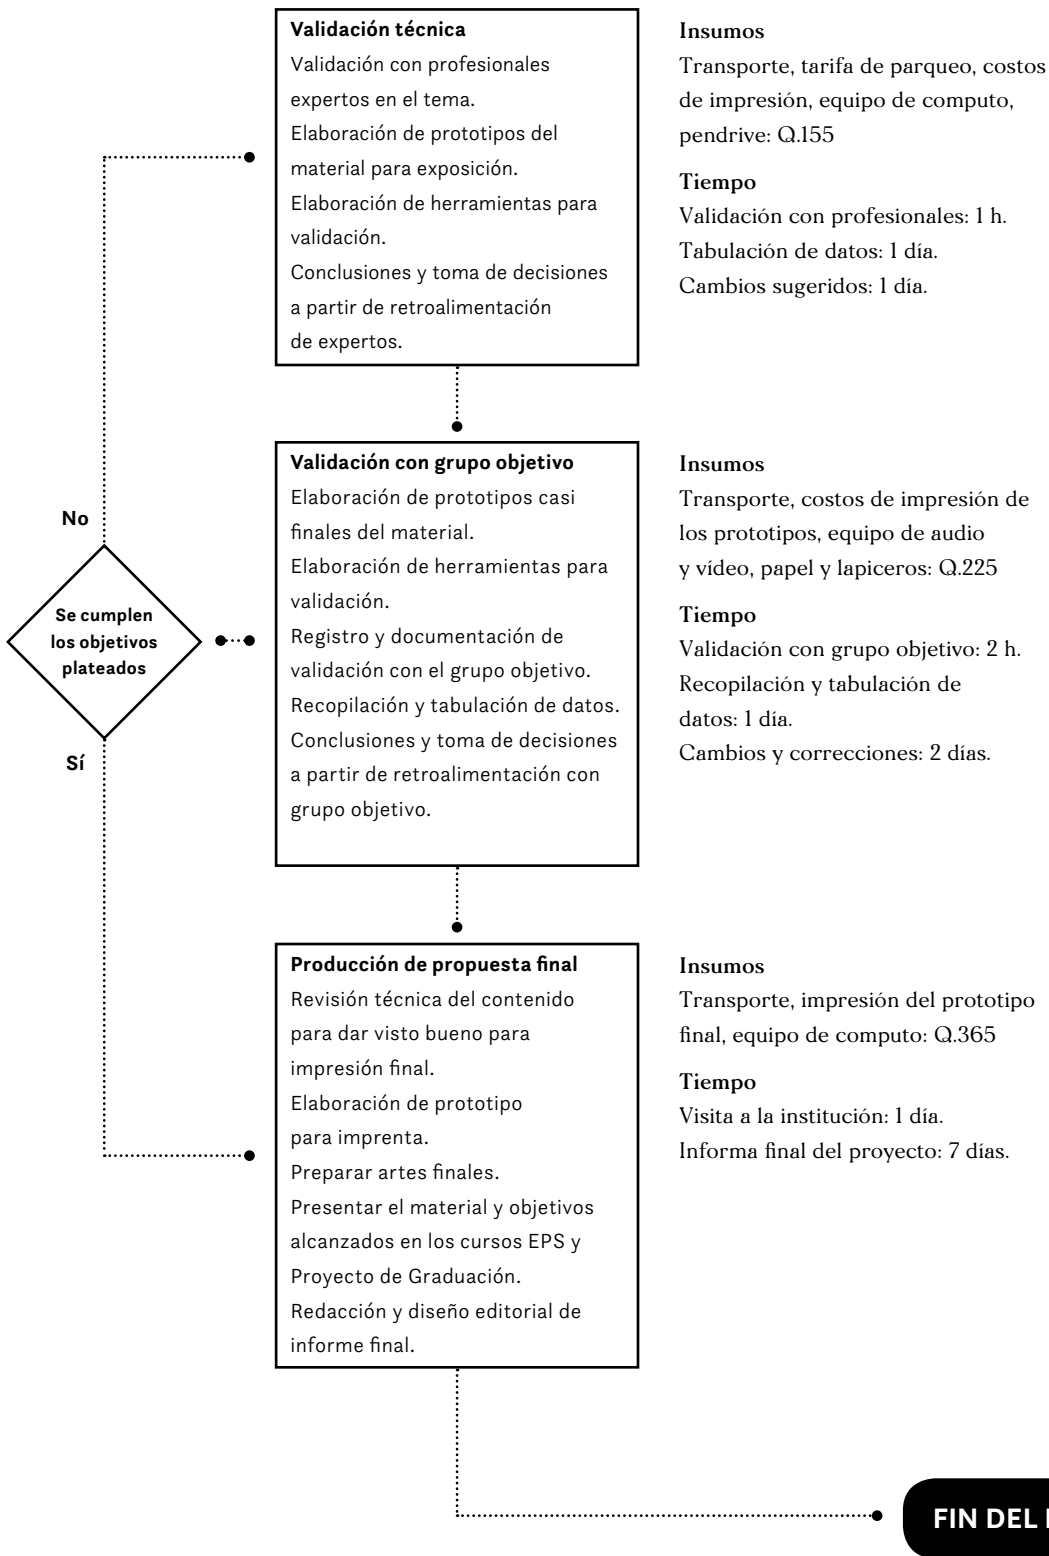 Validación técnica
Validación con profesionales
expertos en el tema.
Elaboración de prototipos del
material para exposición.
Elaboración de herramientas para
validación.
Conclusiones y toma de decisiones
a partir de retroalimentación
de expertos.
Insumos
Transporte, tarifa de parqueo, costos
de impresión, equipo de computo,
pendrive: Q.155
Tiempo
Validación con profesionales: 1 h.
Tabulación de datos: 1 día.
Cambios sugeridos: 1 día.
No
Se cumplen
los objetivos
plateados
Sí
Validación con grupo objetivo
Elaboración de prototipos casi
finales del material.
Elaboración de herramientas para
validación.
Registro y documentación de
validación con el grupo objetivo.
Recopilación y tabulación de datos.
Conclusiones y toma de decisiones
a partir de retroalimentación con
grupo objetivo.
Insumos
Transporte, costos de impresión de
los prototipos, equipo de audio
y vídeo, papel y lapiceros: Q.225
Tiempo
Validación con grupo objetivo: 2 h.
Recopilación y tabulación de
datos: 1 día.
Cambios y correcciones: 2 días.
Producción de propuesta final
Revisión técnica del contenido
para dar visto bueno para
impresión final.
Elaboración de prototipo
para imprenta.
Preparar artes finales.
Presentar el material y objetivos
alcanzados en los cursos EPS y
Proyecto de Graduación.
Redacción y diseño editorial de
informe final.
Insumos
Transporte, impresión del prototipo
final, equipo de computo: Q.365
Tiempo
Visita a la institución: 1 día.
Informa final del proyecto: 7 días.
FIN DEL